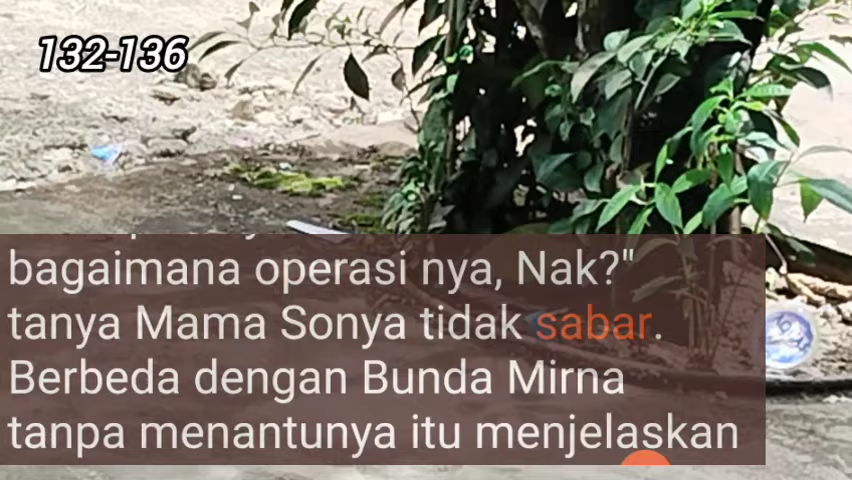 132-136
bagaimana operasi nya, Nak?"
tanya Mama Sonya tidak sabar.
Berbeda dengan Bunda Mirna
tanpa menantunya itu menjelaskan